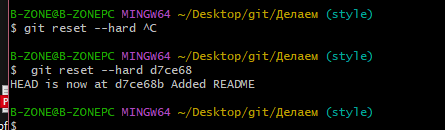 B-ZONE@B-ZONEPC MINGW64 ~/Desktop/git/Делаем (style)
$ git reset --hard ^C
B-ZONE@B-ZONEPC MINGW64 ~/Desktop/git/Делаем (style)
$  git reset --hard d7ce68
HEAD is now at d7ce68b Added README
B-ZONE@B-ZONEPC MINGW64 ~/Desktop/git/Делаем (style)
$